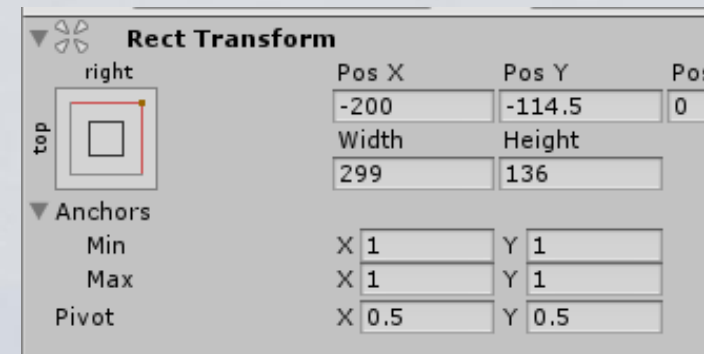 Rect Transform
right Pos X Pos Y Pos
top
-200 -114.5 0
Width Height
299 136
Anchors
Min X 1 Y 1
Max X 1 Y 1
Pivot X 0.5 Y 0.5